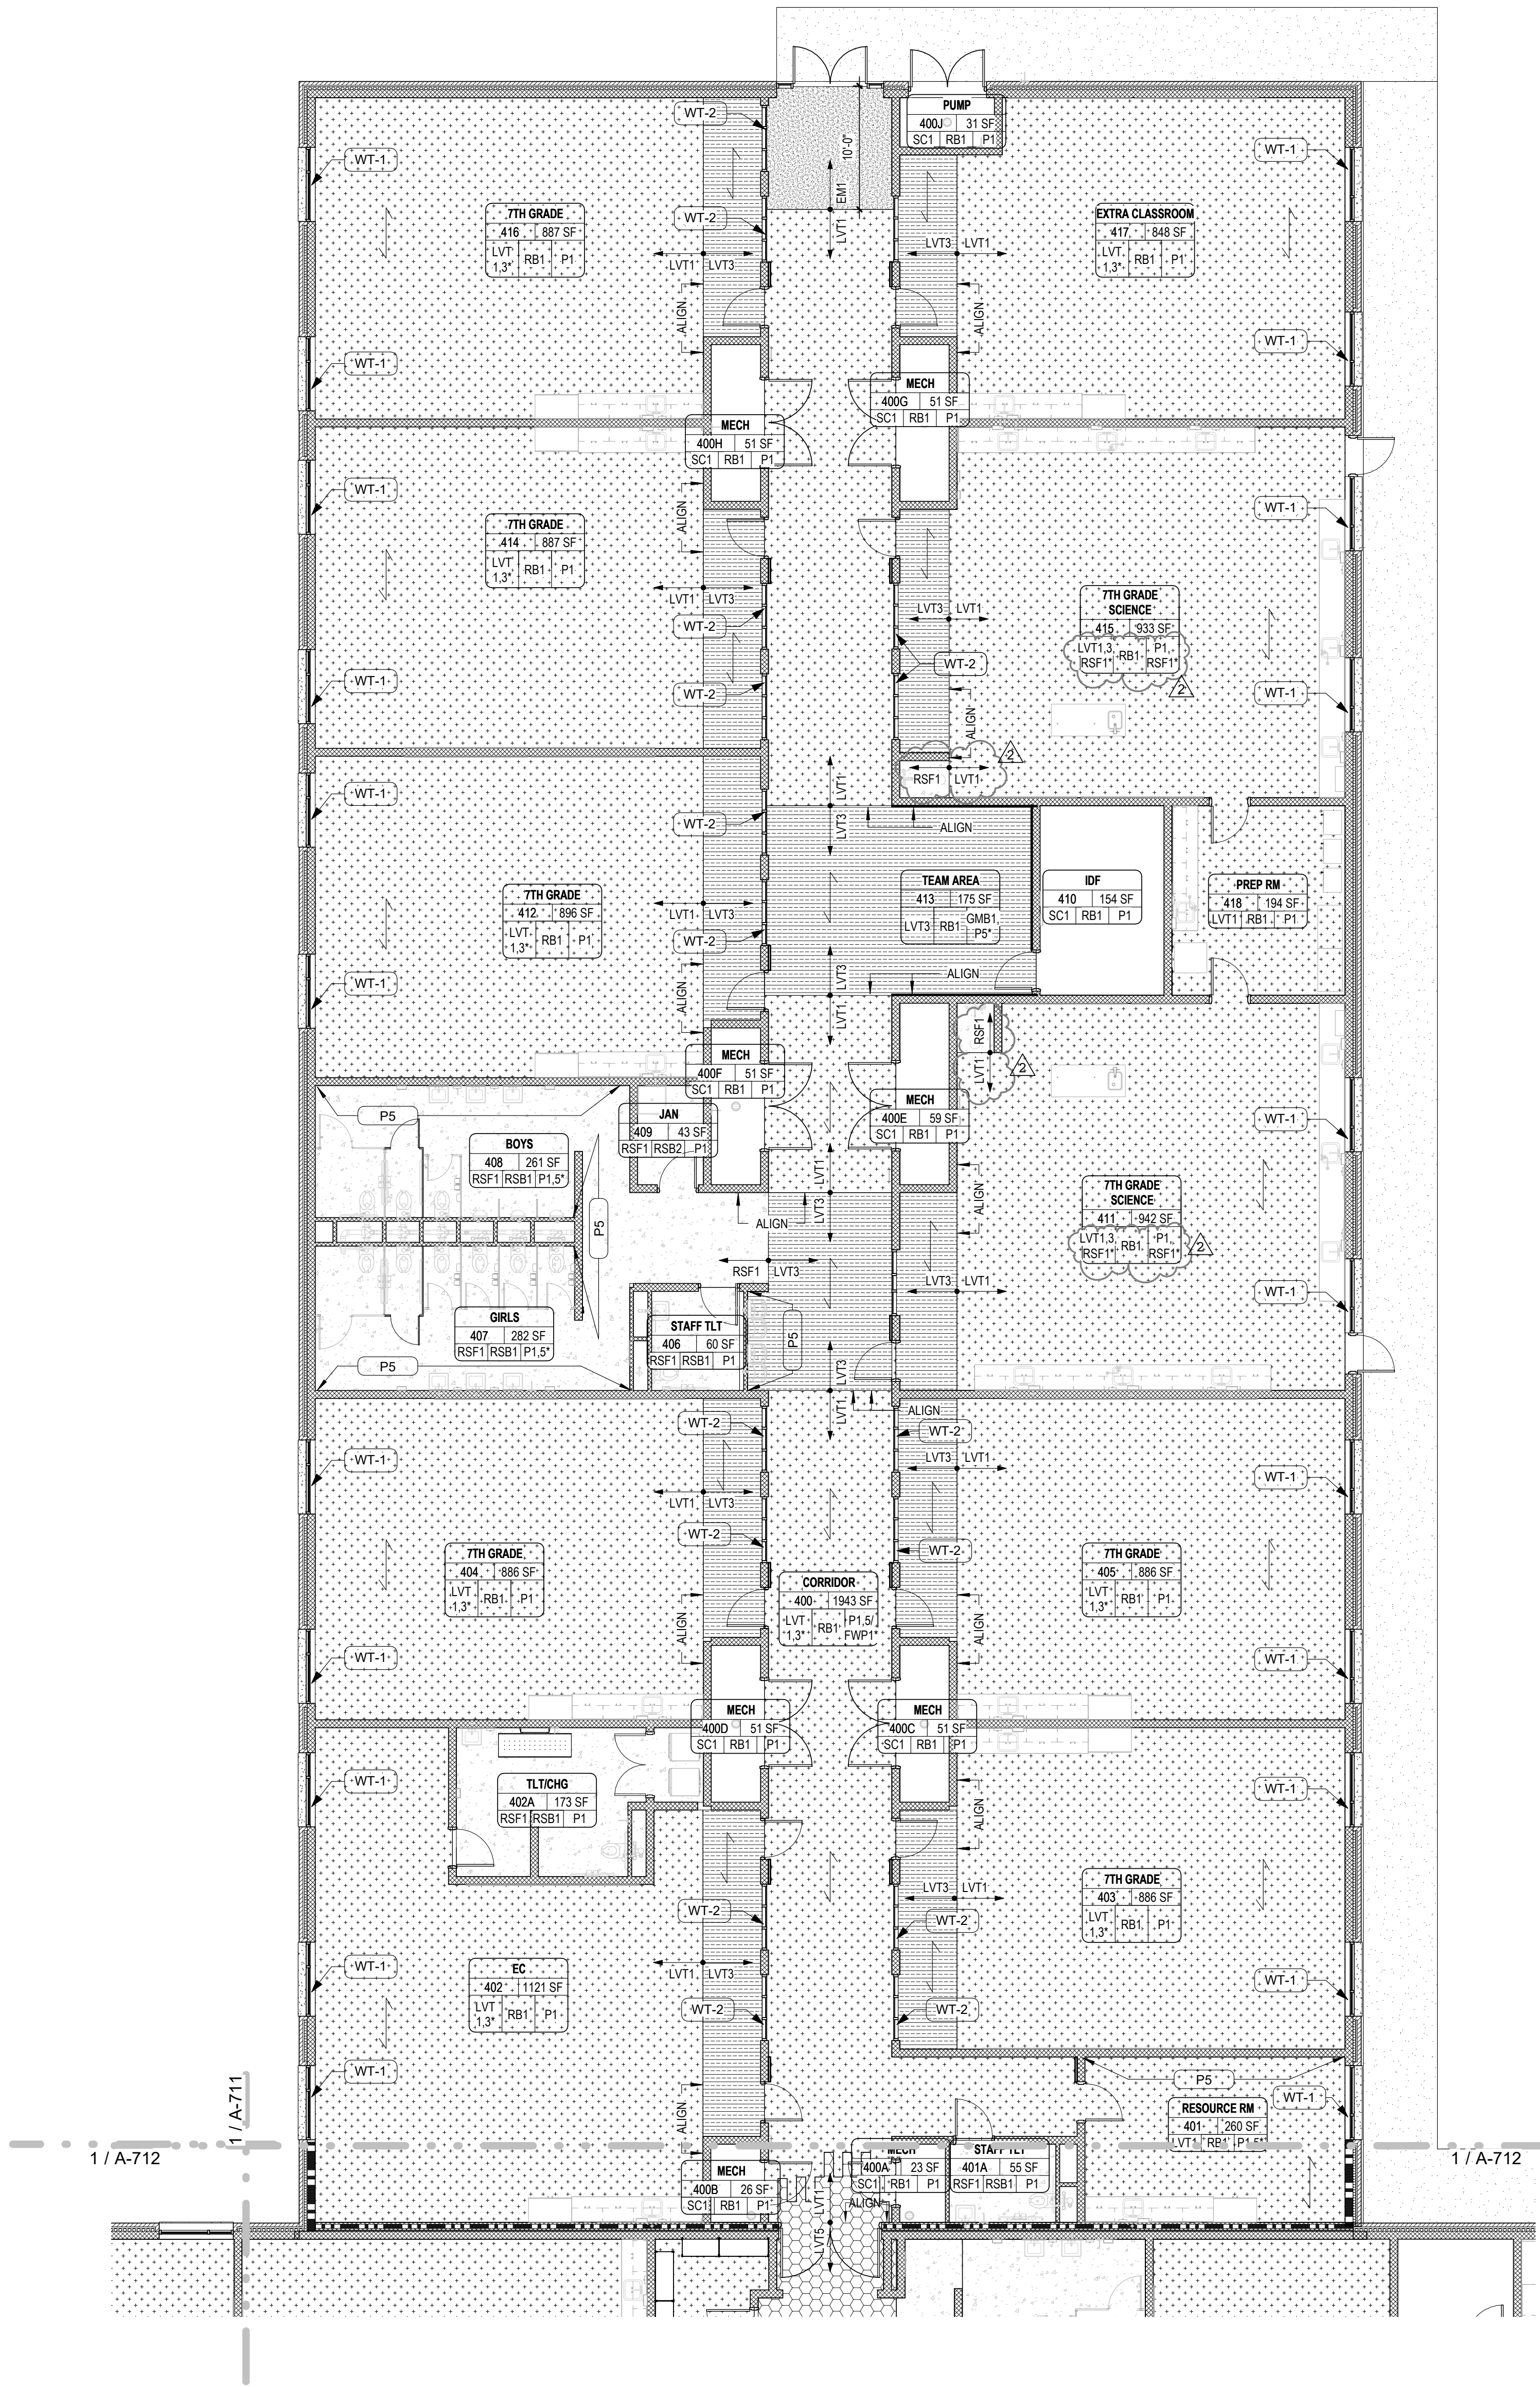 PUMP
400J 31 SF
SC1 RB1 P1
WT-2
WT-1
10'-0"
EM1
LVT1
WT-1
7TH GRADE
416 887 SF
LVT 1,3* RB1 P1
WT-2
LVT1 LVT3
ALIGN
WT-1
EXTRA CLASSROOM
417 848 SF
LVT 1,3* RB1 P1
LVT3 LVT1
ALIGN
WT-1
MECH
400G 51 SF
SC1 RB1 P1
MECH
400H 51 SF
SC1 RB1 P1
WT-1
ALIGN
7TH GRADE
414 887 SF
LVT 1,3* RB1 P1
LVT1 LVT3
WT-2
WT-1
WT-2
WT-1
LVT3 LVT1
7TH GRADE
SCIENCE
415 933 SF
LVT1,3, RSF1* RB1 P1, RSF1*
2
WT-2
WT-1
ALIGN
RSF1 LVT1
2
LVT1
LVT3
ALIGN
WT-1
WT-2
7TH GRADE
412 896 SF
LVT 1,3* RB1 P1
LVT1 LVT3
WT-2
WT-1
ALIGN
TEAM AREA
413 175 SF
LVT3 RB1 GMB1, P5*
IDF
410 154 SF
SC1 RB1 P1
PREP RM
418 194 SF
LVT1 RB1 P1
ALIGN
LVT3
LVT1
RSF1
LVT1
2
MECH
400F 51 SF
SC1 RB1 P1
MECH
400E 59 SF
SC1 RB1 P1
WT-1
P5
JAN
409 43 SF
RSF1 RSB2 P1
BOYS
408 261 SF
RSF1 RSB1 P1,5*
P5
LVT1
LVT3
ALIGN
ALIGN
7TH GRADE
SCIENCE
411 942 SF
LVT1,3, RSF1* RB1 P1, RSF1*
2
RSF1 LVT3
LVT3 LVT1
WT-1
GIRLS
407 282 SF
RSF1 RSB1 P1,5*
STAFF TLT
406 60 SF
RSF1 RSB1 P1
P5
P5
LVT3
LVT1
ALIGN
WT-2
WT-2
WT-1
LVT1 LVT3
LVT3 LVT1
WT-1
WT-2
WT-2
7TH GRADE
404 886 SF
LVT 1,3* RB1 P1
CORRIDOR
400 1943 SF
LVT 1,3* RB1 P1,5/ FWP1*
7TH GRADE
405 886 SF
LVT 1,3* RB1 P1
ALIGN
ALIGN
WT-1
WT-1
MECH
400D 51 SF
SC1 RB1 P1
MECH
400C 51 SF
SC1 RB1 P1
WT-1
TLT/CHG
402A 173 SF
RSF1 RSB1 P1
ALIGN
WT-1
7TH GRADE
403 886 SF
LVT 1,3* RB1 P1
LVT3 LVT1
WT-2
WT-2
WT-1
EC
402 1121 SF
LVT 1,3* RB1 P1
LVT1 LVT3
WT-2
WT-2
WT-1
WT-1
ALIGN
P5
WT-1
RESOURCE RM
401 260 SF
LVT1 RB1 P1,5*
1 / A-711
1 / A-712
1 / A-712
MECH
400B 26 SF
SC1 RB1 P1
MECH
400A 23 SF
SC1 RB1 P1
STAFF TLT
401A 55 SF
RSF1 RSB1 P1
LVT1
ALIGN
LVT5